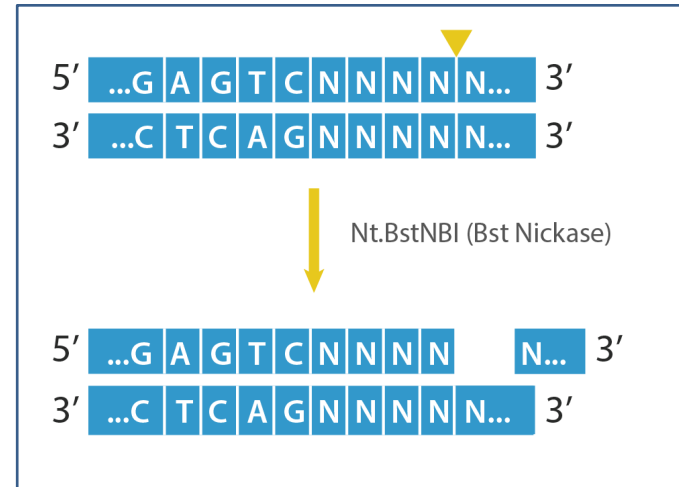 5′ ...G A G T C N N N N N... 3′
3′ ...C T C A G N N N N N... 3′
Nt.BstNBI (Bst Nickase)
5′ ...G A G T C N N N N N... 3′
3′ ...C T C A G N N N N N... 3′